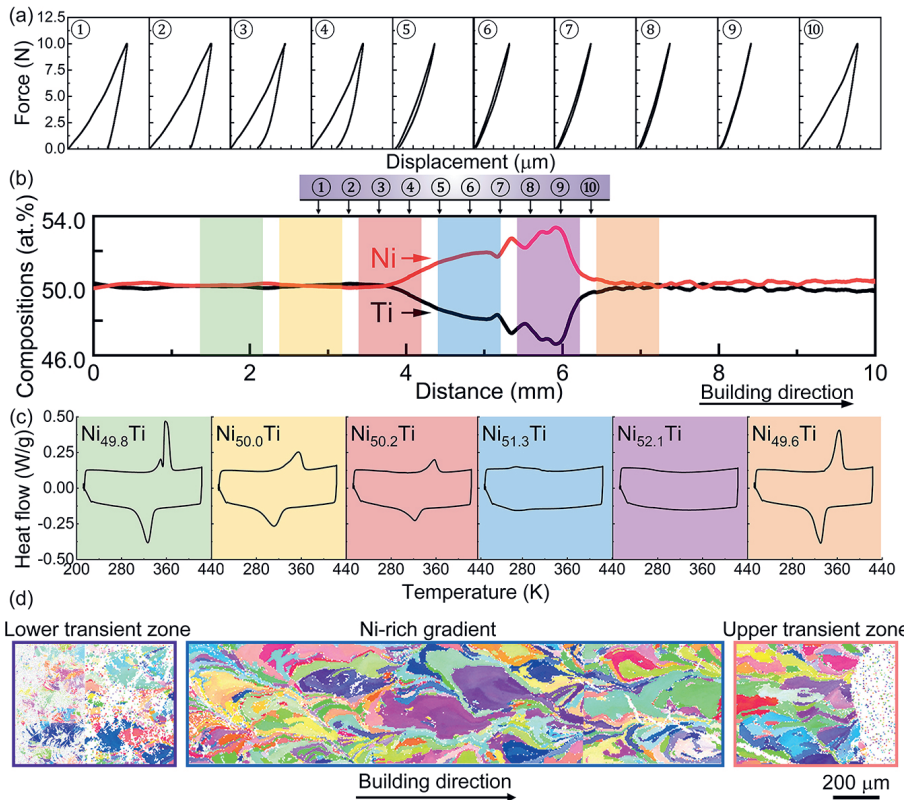 (a)
① ② ③ ④ ⑤ ⑥ ⑦ ⑧ ⑨ ⑩
Force (N)
12.5
10.0
7.5
5.0
2.5
0.0
Displacement (μm)
(b)
① ② ③ ④ ⑤ ⑥ ⑦ ⑧ ⑨ ⑩
Compositions (at.%)
54.0
50.0
46.0
Ni
Ti
0 2 4 6 8 10
Distance (mm)
Building direction
(c)
Heat flow (W/g)
0.50
0.25
0.00
-0.25
-0.50
Ni49.8Ti Ni50.0Ti Ni50.2Ti Ni51.3Ti Ni52.1Ti Ni49.6Ti
200 280 360 440 280 360 440 280 360 440 280 360 440 280 360 440 280 360 440
Temperature (K)
(d)
Lower transient zone Ni-rich gradient Upper transient zone
Building direction
200 μm